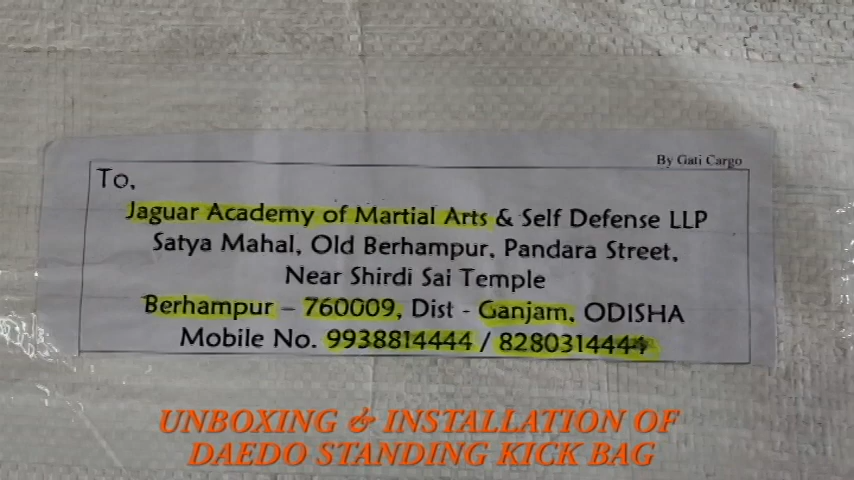 By Gati Cargo
To,
Jaguar Academy of Martial Arts & Self Defense LLP
Satya Mahal, Old Berhampur, Pandara Street,
Near Shirdi Sai Temple
Berhampur – 760009, Dist - Ganjam, ODISHA
Mobile No. 9938814444 / 8280314444
UNBOXING & INSTALLATION OF
DAEDO STANDING KICK BAG